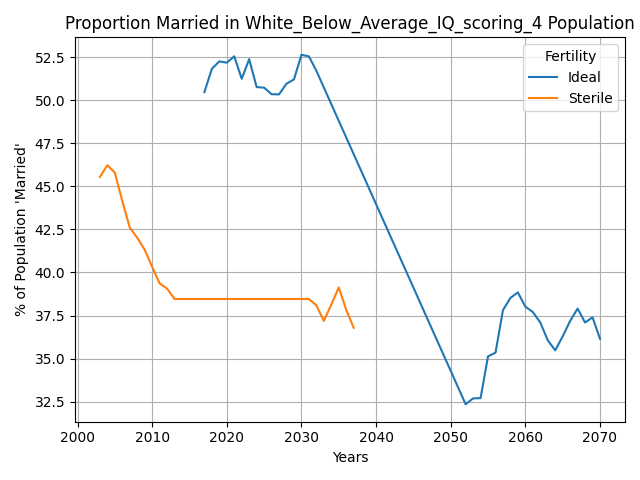 Proportion Married in White_Below_Average_IQ_scoring_4 Population
% of Population 'Married'
52.5
50.0
47.5
45.0
42.5
40.0
37.5
35.0
32.5
Fertility
Ideal
Sterile
2000 2010 2020 2030 2040 2050 2060 2070
Years